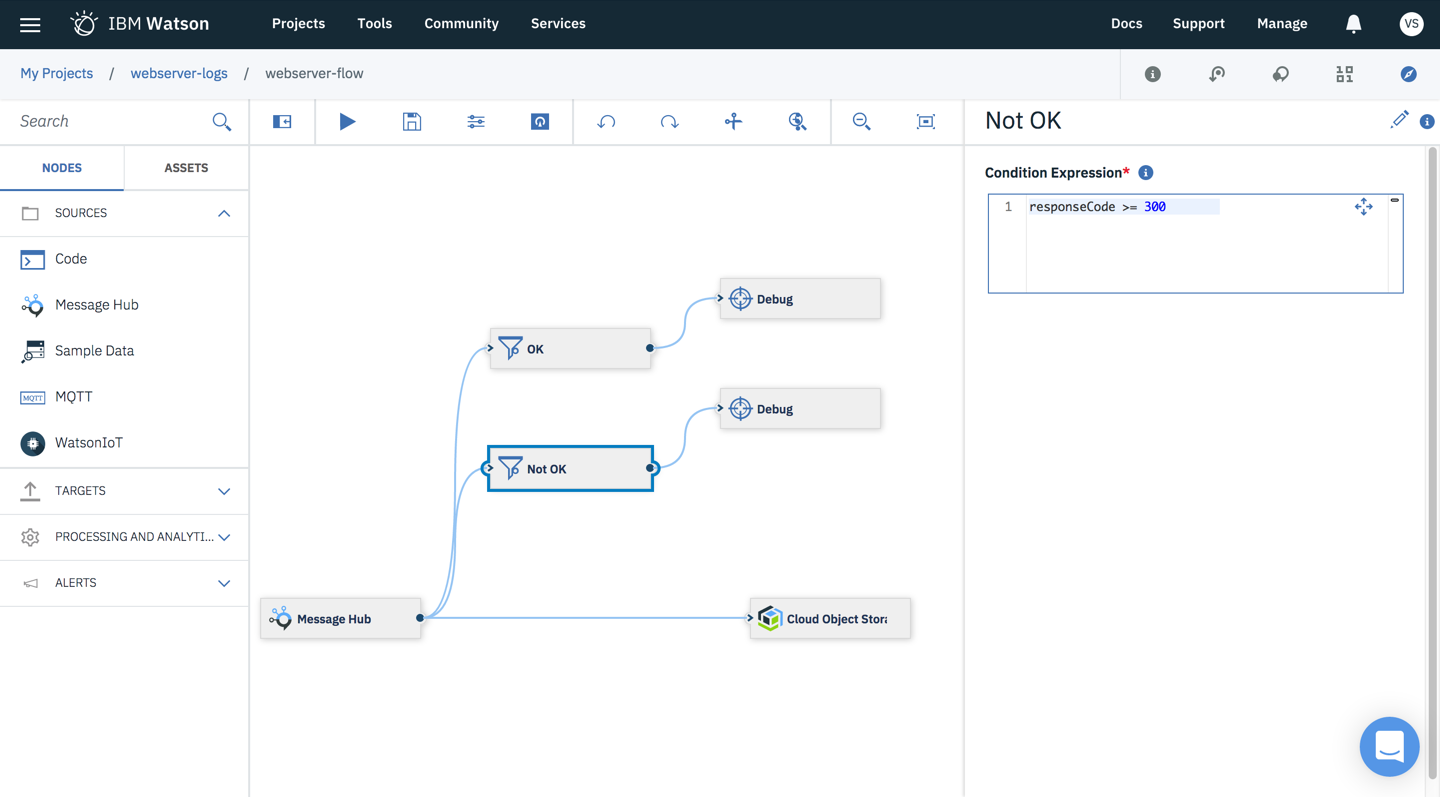 IBM Watson
Projects
Tools
Community
Services
Docs
Support
Manage
VS
My Projects / webserver-logs / webserver-flow
Search
Not OK
NODES
ASSETS
SOURCES
Code
Message Hub
Sample Data
MQTT
MQTT
WatsonIoT
TARGETS
PROCESSING AND ANALYTI...
ALERTS
Debug
OK
Debug
Not OK
Message Hub
Cloud Object Stora
Condition Expression*
1 responseCode >= 300